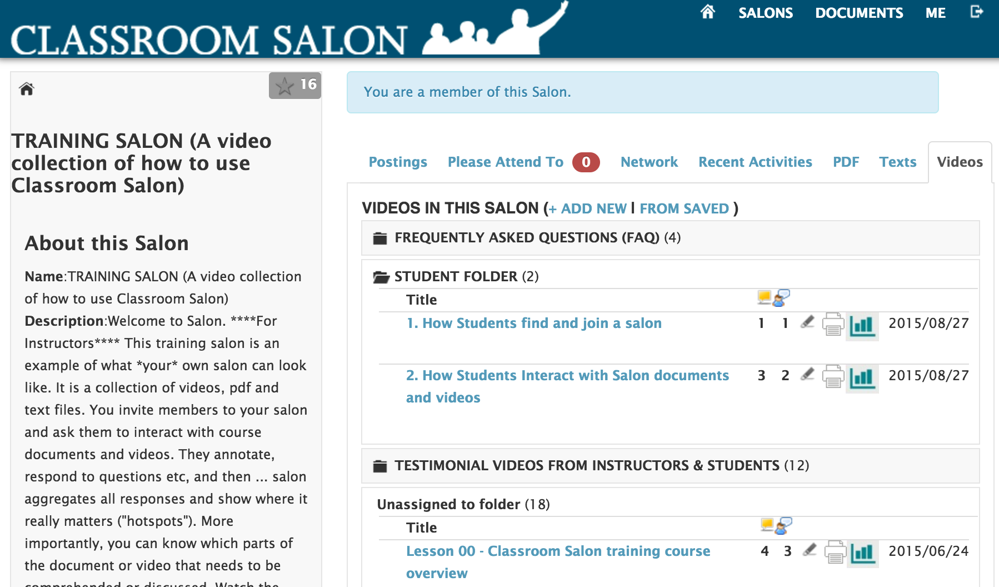 CLASSROOM SALON
SALONS DOCUMENTS ME
16
TRAINING SALON (A video
collection of how to use
Classroom Salon)
About this Salon
Name:TRAINING SALON (A video collection
of how to use Classroom Salon)
Description:Welcome to Salon. ****For
Instructors**** This training salon is an
example of what *your* own salon can look
like. It is a collection of videos, pdf and
text files. You invite members to your salon
and ask them to interact with course
documents and videos. They annotate,
respond to questions etc, and then ... salon
aggregates all responses and show where it
really matters ("hotspots"). More
importantly, you can know which parts of
the document or video that needs to be
comprehended or discussed. Watch the
You are a member of this Salon.
Postings Please Attend To 0 Network Recent Activities PDF Texts Videos
VIDEOS IN THIS SALON (+ ADD NEW | FROM SAVED )
FREQUENTLY ASKED QUESTIONS (FAQ) (4)
STUDENT FOLDER (2)
Title
1. How Students find and join a salon 1 1 2015/08/27
2. How Students Interact with Salon documents 3 2 2015/08/27
and videos
TESTIMONIAL VIDEOS FROM INSTRUCTORS & STUDENTS (12)
Unassigned to folder (18)
Title
Lesson 00 - Classroom Salon training course 4 3 2015/06/24
overview